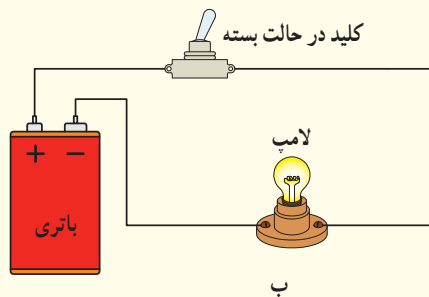 کلید در حالت بسته
لامپ
+ −
باتری
ب